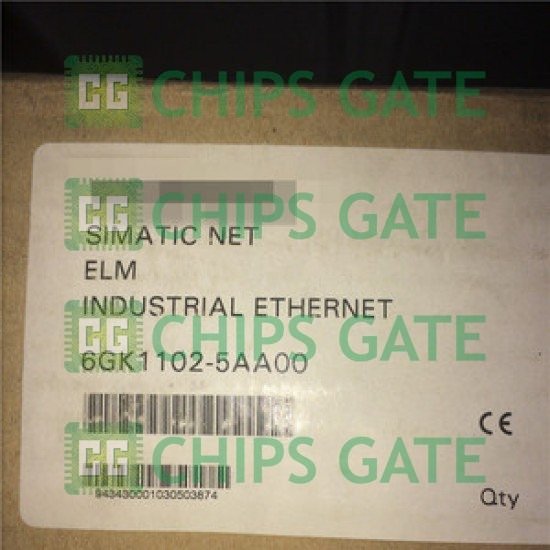 CG CHIPS GATE
CG CHIPS GATE
SIMATIC NET
ELM
INDUSTRIAL ETHERNET
CG CHIPS GATE
6GK1102-5AA00
CE
CG CHIPS GATE
943430001030503874
Qty